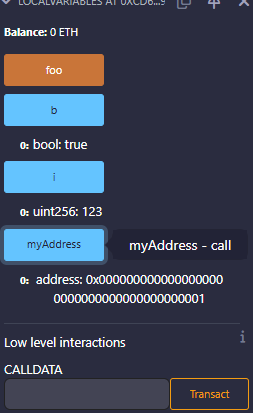 LOCALVARIABLES AT 0XCD6...9
Balance: 0 ETH
foo
b
0: bool: true
i
0: uint256: 123
myAddress
myAddress - call
0: address: 0x000000000000000000
0000000000000000000001
Low level interactions
i
CALLDATA
Transact